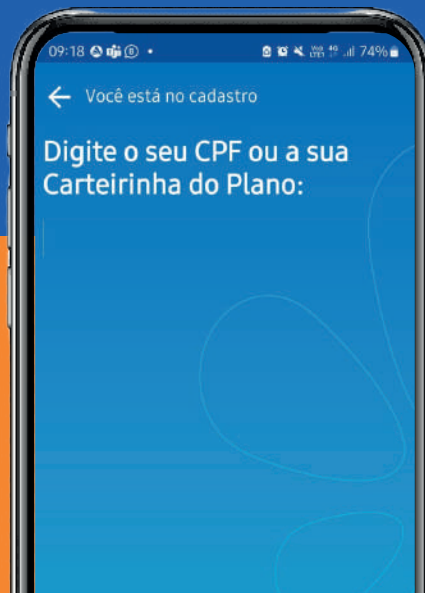 09:18
74%
Você está no cadastro
Digite o seu CPF ou a sua
Carteirinha do Plano: